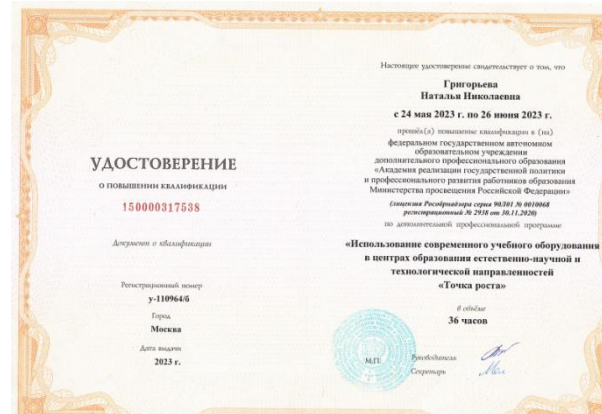 УДОСТОВЕРЕНИЕ
О ПОВЫШЕНИИ КВАЛИФИКАЦИИ
150000317538
Документ о квалификации
Регистрационный номер
у-110964/б
Город
Москва
Дата выдачи
2023 г.
Настоящее удостоверение свидетельствует о том, что
Григорьева
Наталья Николаевна
с 24 мая 2023 г. по 26 июня 2023 г.
прошёл(а) повышение квалификации в (на)
федеральном государственном автономном
образовательном учреждении
дополнительного профессионального образования
«Академия реализации государственной политики
и профессионального развития работников образования
Министерства просвещения Российской Федерации»
(лицензия Рособрнадзора серия 90Л01 № 0010068
регистрационный № 2938 от 30.11.2020)
по дополнительной профессиональной программе
«Использование современного учебного оборудования
в центрах образования естественно-научной и
технологической направленностей
«Точка роста»
в объёме
36 часов
М.П.
Руководитель
Секретарь